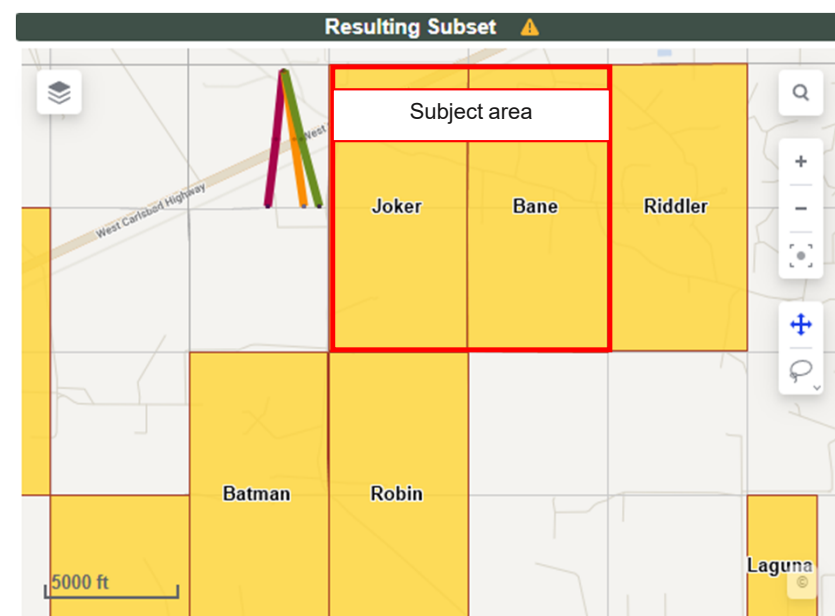 Resulting Subset
Subject area
West
West Carlsbad Highway
Joker
Bane
Riddler
Batman
Robin
Laguna
5000 ft
©